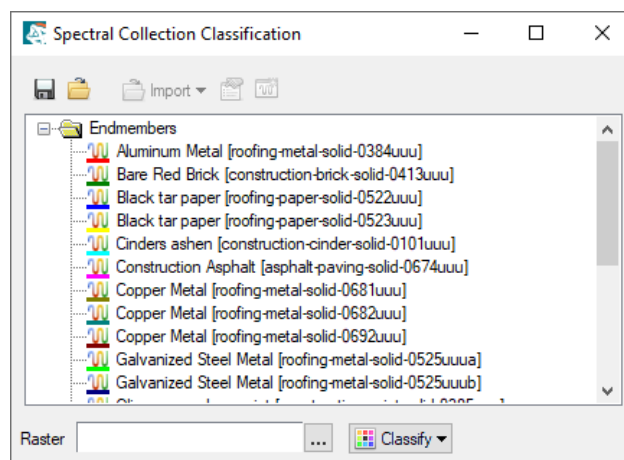 Spectral Collection Classification
Import
Endmembers
Aluminum Metal [roofing-metal-solid-0384uuu]
Bare Red Brick [construction-brick-solid-0413uuu]
Black tar paper [roofing-paper-solid-0522uuu]
Black tar paper [roofing-paper-solid-0523uuu]
Cinders ashen [construction-cinder-solid-0101uuu]
Construction Asphalt [asphalt-paving-solid-0674uuu]
Copper Metal [roofing-metal-solid-0681uuu]
Copper Metal [roofing-metal-solid-0682uuu]
Copper Metal [roofing-metal-solid-0692uuu]
Galvanized Steel Metal [roofing-metal-solid-0525uuua]
Galvanized Steel Metal [roofing-metal-solid-0525uuub]
Raster ... Classify